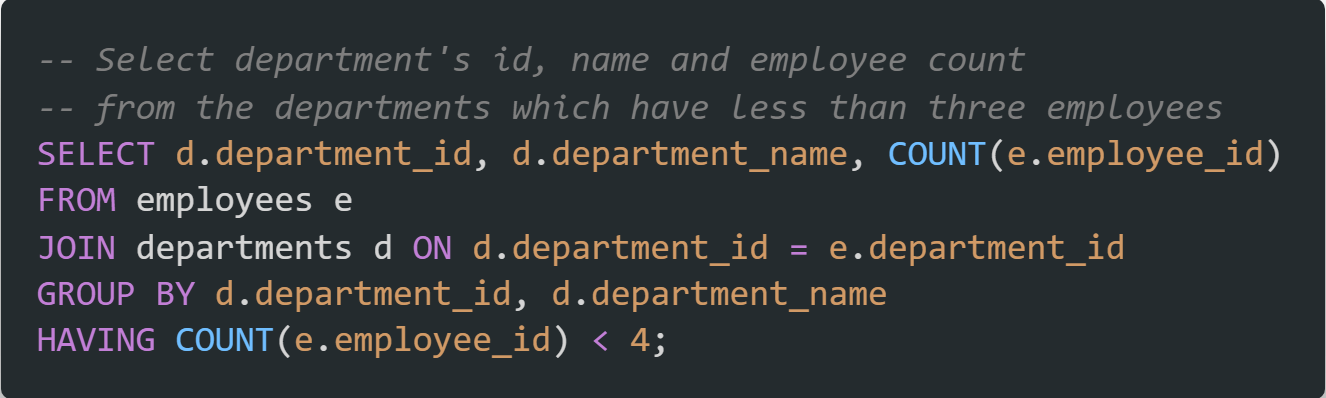 -- Select department's id, name and employee count
-- from the departments which have less than three employees
SELECT d.department_id, d.department_name, COUNT(e.employee_id)
FROM employees e
JOIN departments d ON d.department_id = e.department_id
GROUP BY d.department_id, d.department_name
HAVING COUNT(e.employee_id) < 4;